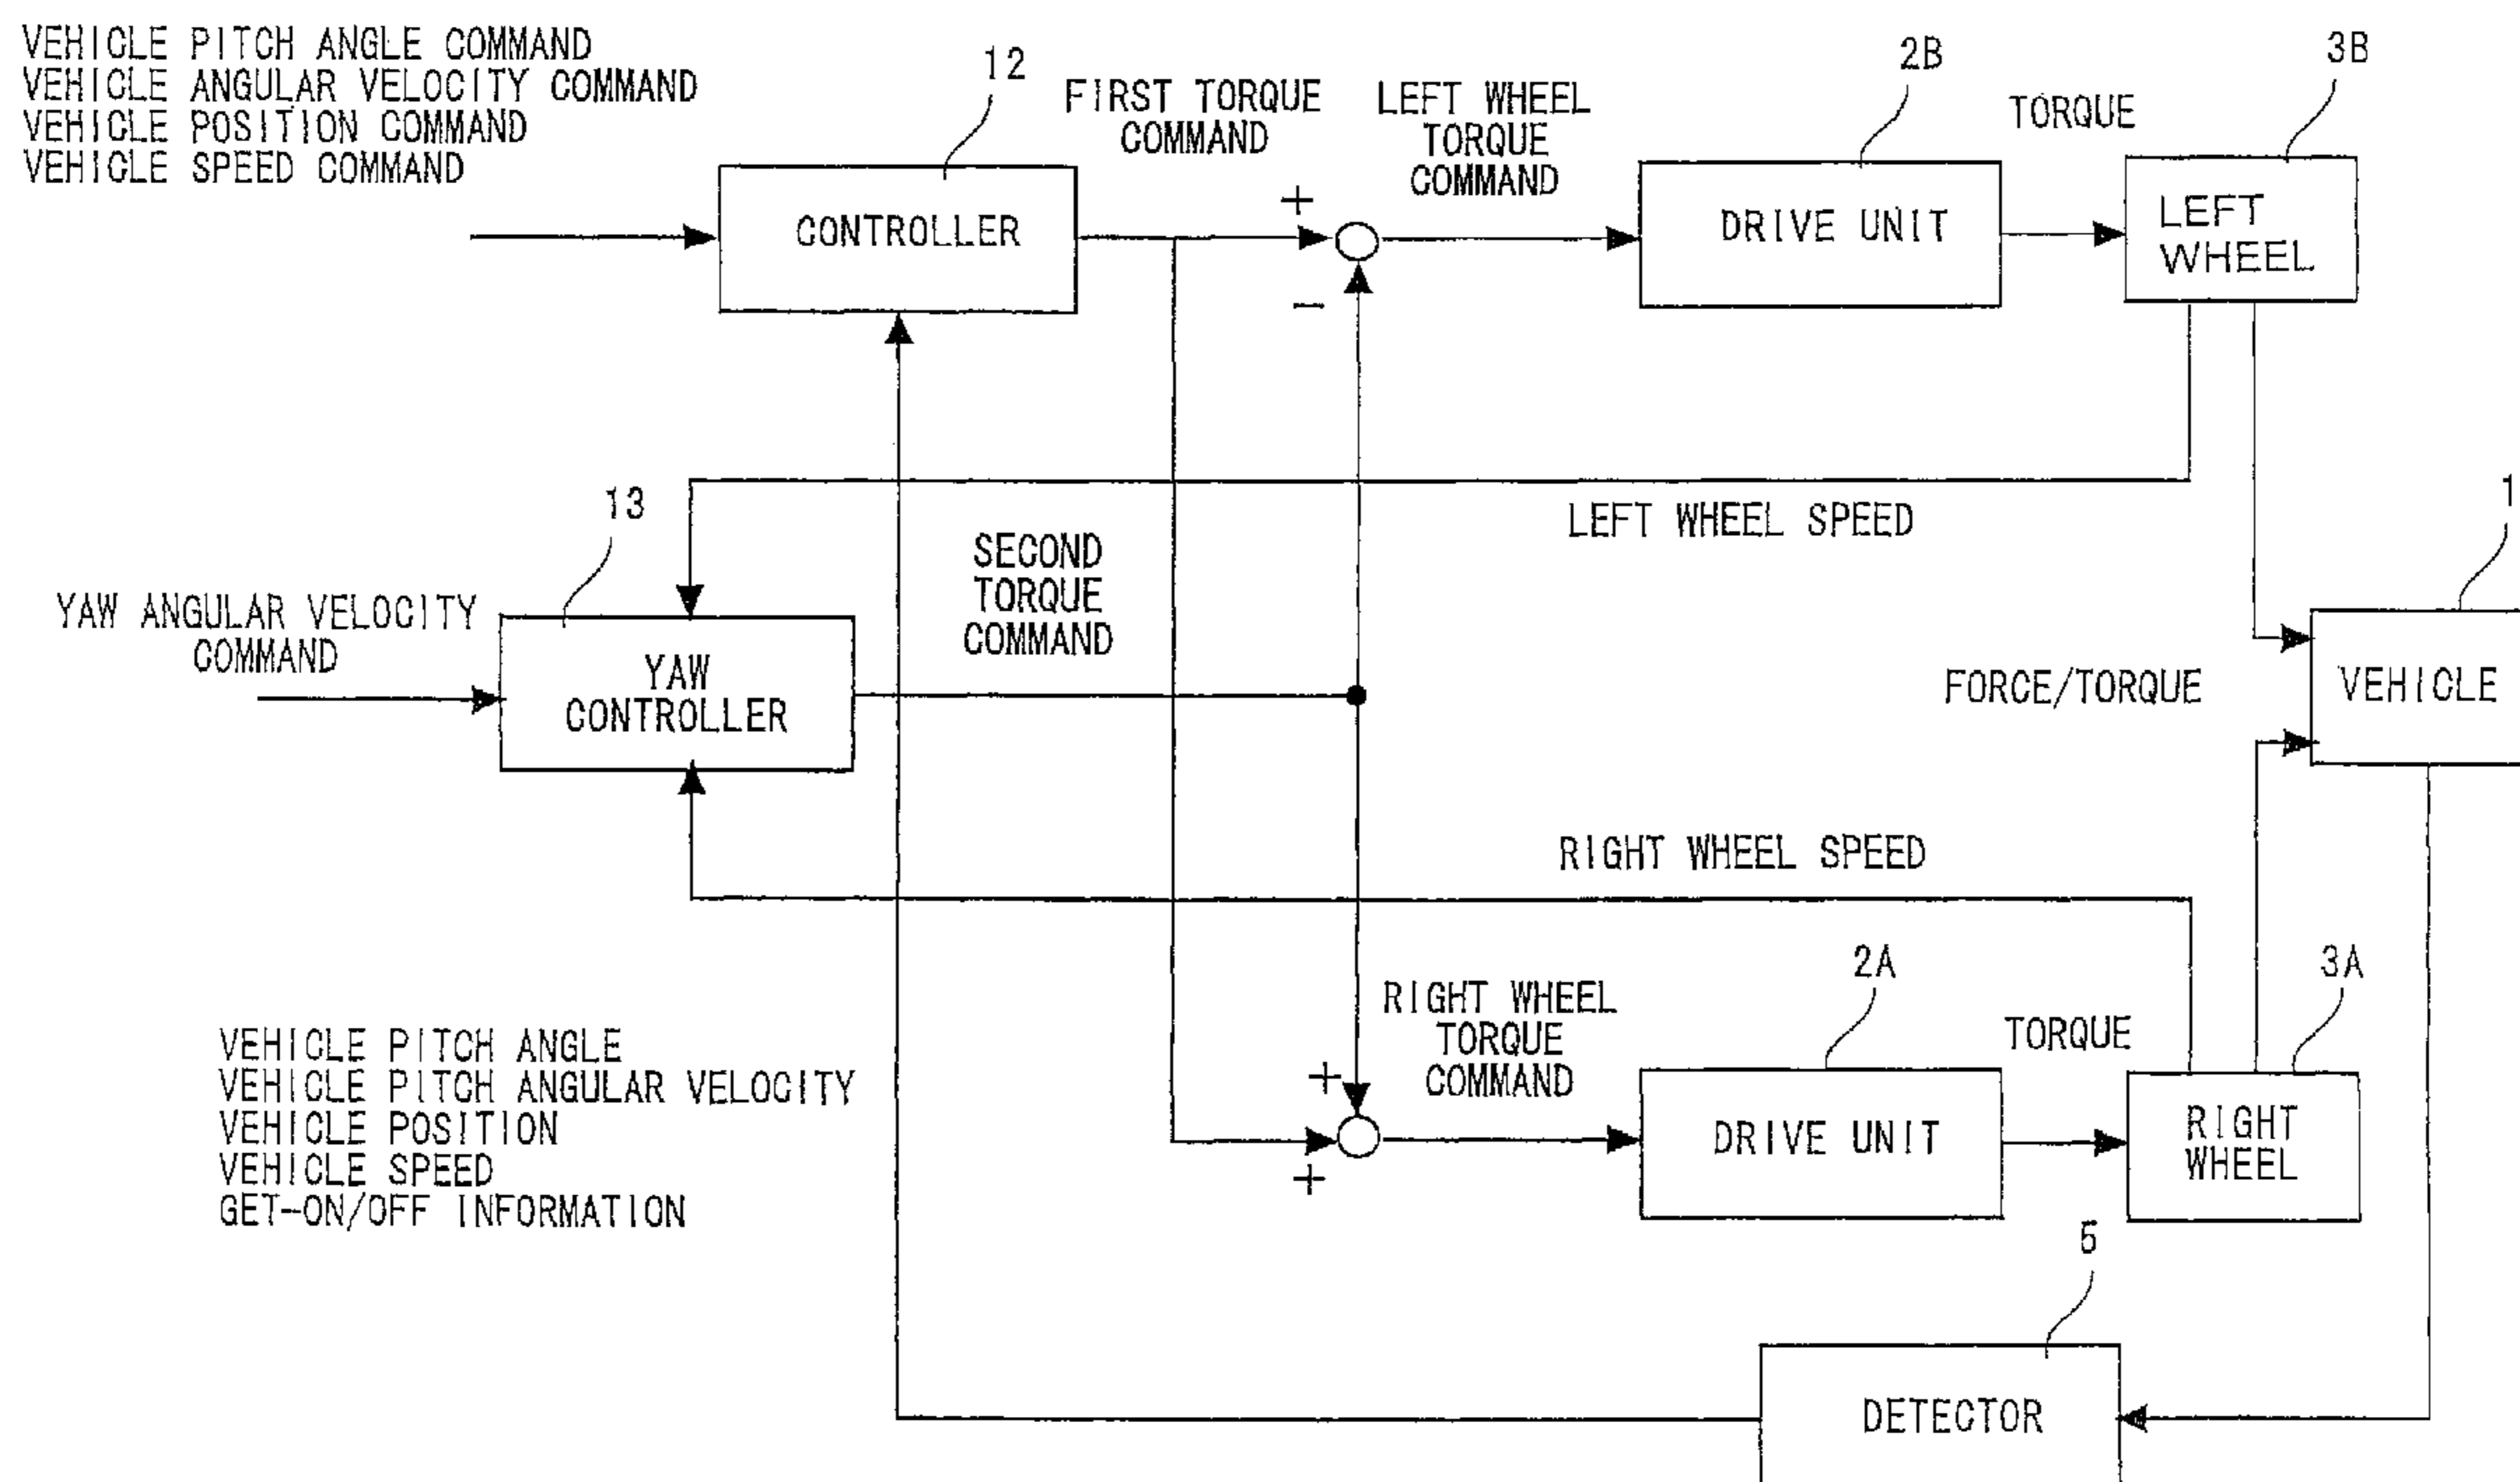 VEHICLE PITCH ANGLE COMMAND
VEHICLE ANGULAR VELOCITY COMMAND
VEHICLE POSITION COMMAND
VEHICLE SPEED COMMAND
12
FIRST TORQUE
COMMAND
LEFT WHEEL
TORQUE
COMMAND
2B
TORQUE
3B
CONTROLLER
+
−
DRIVE UNIT
LEFT
WHEEL
LEFT WHEEL SPEED
13
SECOND
TORQUE
COMMAND
YAW ANGULAR VELOCITY
COMMAND
YAW
CONTROLLER
1
FORCE/TORQUE
VEHICLE
RIGHT WHEEL SPEED
RIGHT WHEEL
TORQUE
COMMAND
2A
TORQUE
3A
VEHICLE PITCH ANGLE
VEHICLE PITCH ANGULAR VELOCITY
VEHICLE POSITION
VEHICLE SPEED
GET-ON/OFF INFORMATION
+
+
DRIVE UNIT
RIGHT
WHEEL
5
DETECTOR